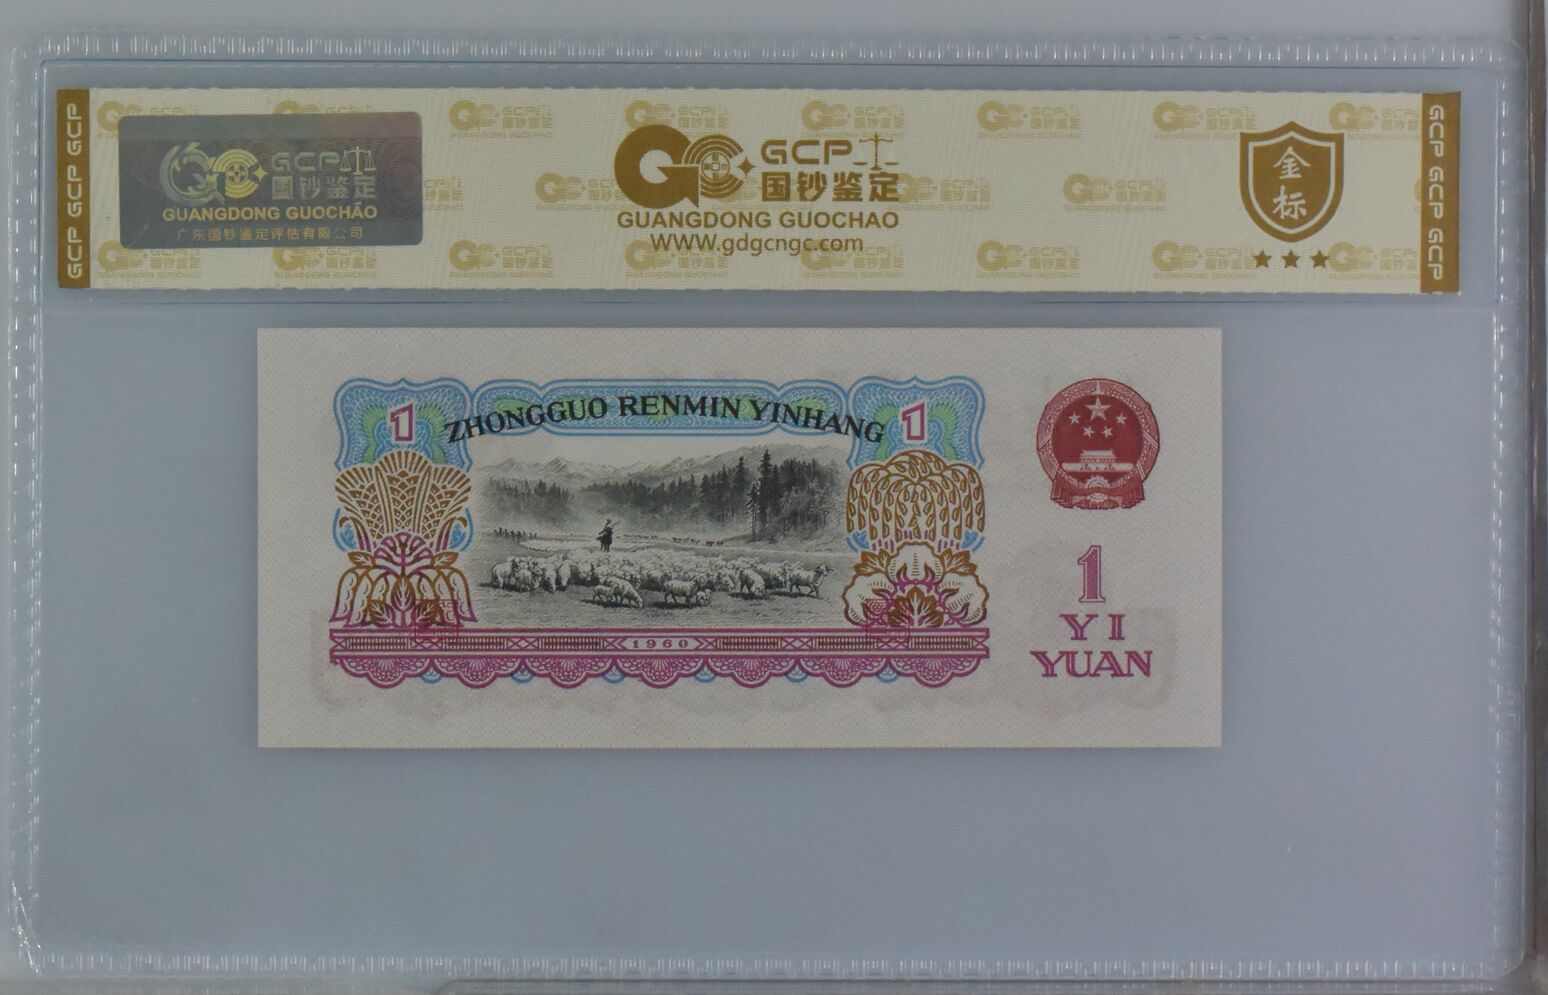 GCP GCP GCP
GCP
国钞鉴定
GUANGDONG GUOCHAO
广东国钞鉴定评估有限公司
GCP
国钞鉴定
GUANGDONG GUOCHAO
WWW.gdgcngc.com
金
标
GCP GCP GCP
1
ZHONGGUO RENMIN YINHANG
1
1960
1
YI
YUAN